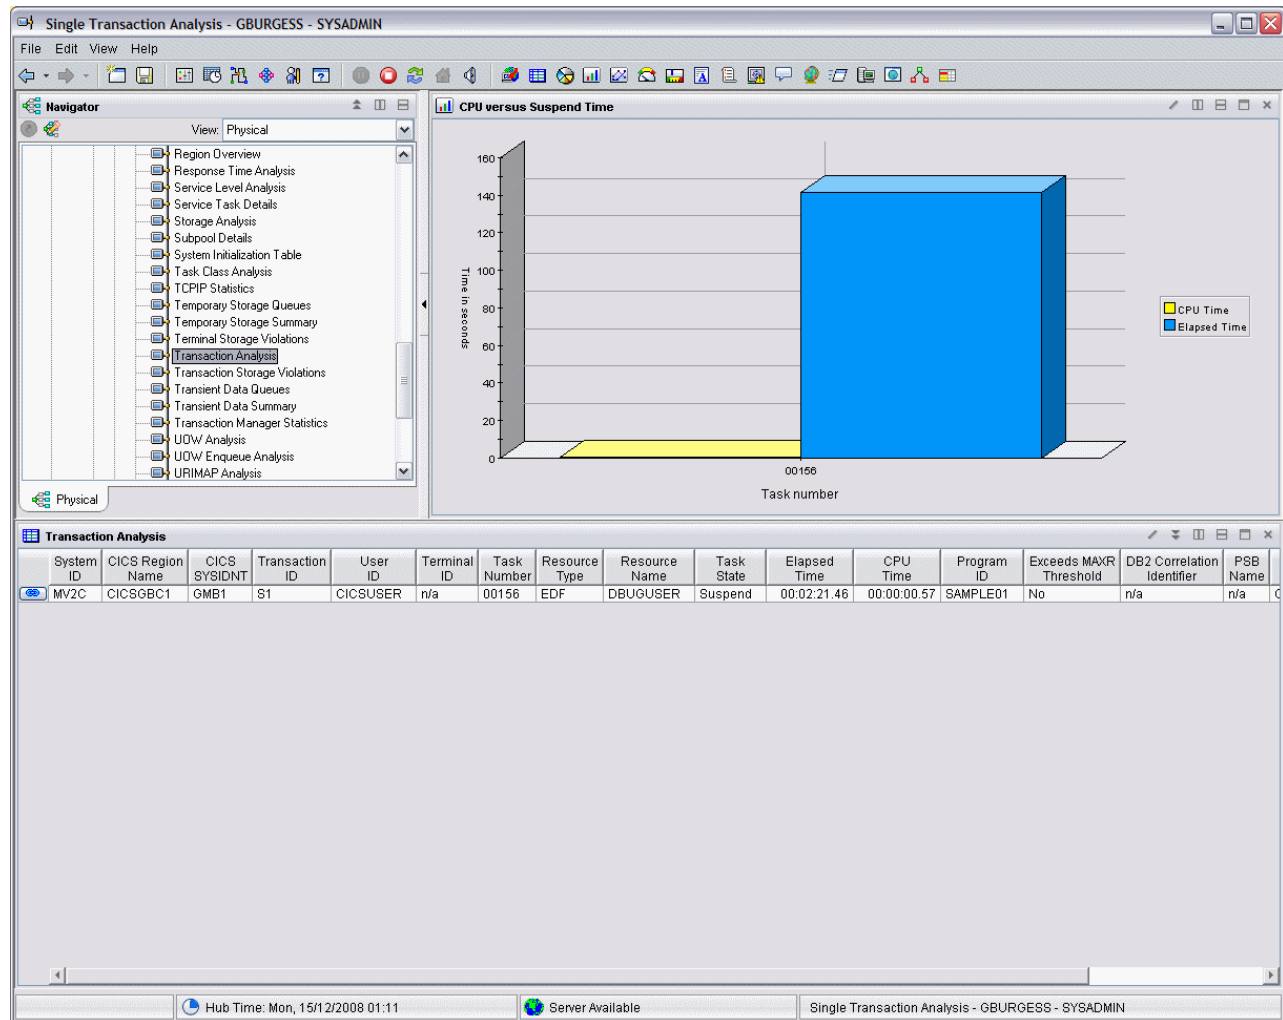 Single Transaction Analysis - GBURGESS - SYSADMIN
File Edit View Help
Navigator
View: Physical
Region Overview
Response Time Analysis
Service Level Analysis
Service Task Details
Storage Analysis
Subpool Details
System Initialization Table
Task Class Analysis
TCPIP Statistics
Temporary Storage Queues
Temporary Storage Summary
Terminal Storage Violations
Transaction Analysis
Transaction Storage Violations
Transient Data Queues
Transient Data Summary
Transaction Manager Statistics
UOW Analysis
UOW Enqueue Analysis
URIMAP Analysis
Physical
CPU versus Suspend Time
160
140
120
100
80
60
40
20
0
Time in seconds
00156
Task number
CPU Time
Elapsed Time
Transaction Analysis
System ID CICS Region Name CICS SYSIDNT Transaction ID User ID Terminal ID Task Number Resource Type Resource Name Task State Elapsed Time CPU Time Program ID Exceeds MAXR Threshold DB2 Correlation Identifier PSB Name
MV2C CICSGBC1 GMB1 S1 CICSUSER n/a 00156 EDF DBUGUSER Suspend 00:02:21.46 00:00:00.57 SAMPLE01 No n/a n/a
Hub Time: Mon, 15/12/2008 01:11
Server Available
Single Transaction Analysis - GBURGESS - SYSADMIN